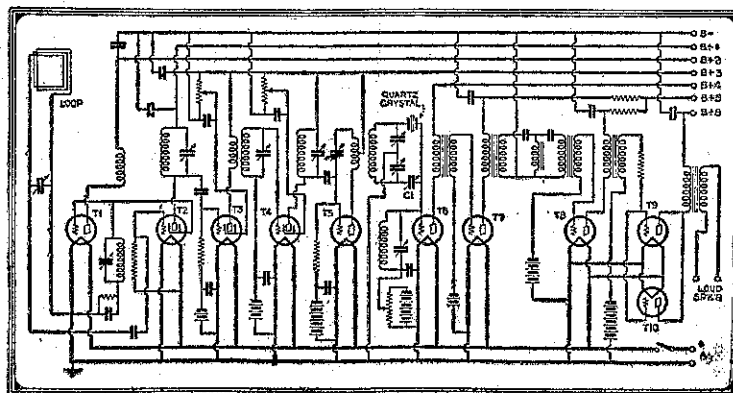 LOOP
QUARTZ
CRYSTAL
C1
T1
T2
T3
T4
T5
T6
T7
T8
T9
T10
B-
B+1
B+2
B+3
B+4
B+5
B+6
LOUD
SPKR